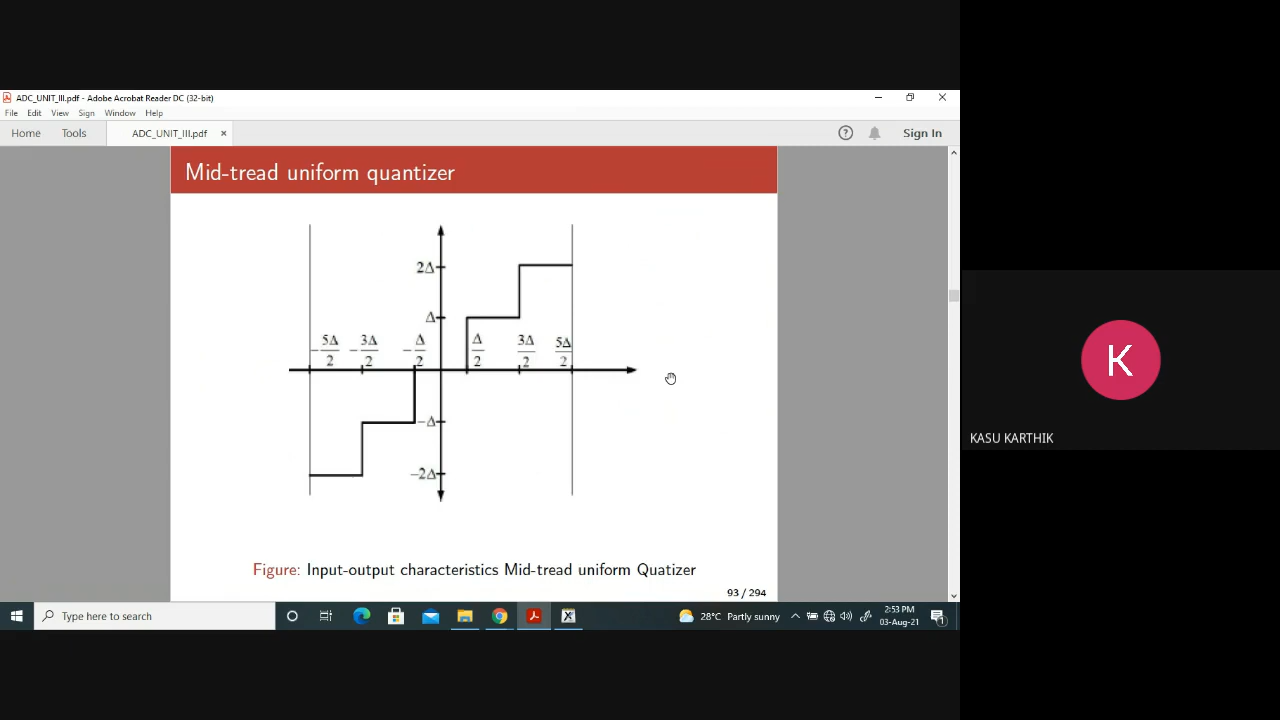 ADC_UNIT_III.pdf - Adobe Acrobat Reader DC (32-bit)
File Edit View Sign Window Help
Home Tools ADC_UNIT_III.pdf × ? Sign In
Mid-tread uniform quantizer
2Δ
Δ
-5Δ/2 -3Δ/2 -Δ/2 Δ/2 3Δ/2 5Δ/2
-Δ
-2Δ
Figure: Input-output characteristics Mid-tread uniform Quatizer
93 / 294
K
KASU KARTHIK
Type here to search
28°C Partly sunny
2:53 PM
03-Aug-21
1